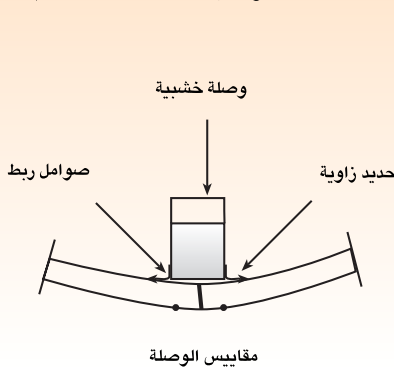 وصلة خشبية
حديد زاوية
صوامل ربط
مقاييس الوصلة